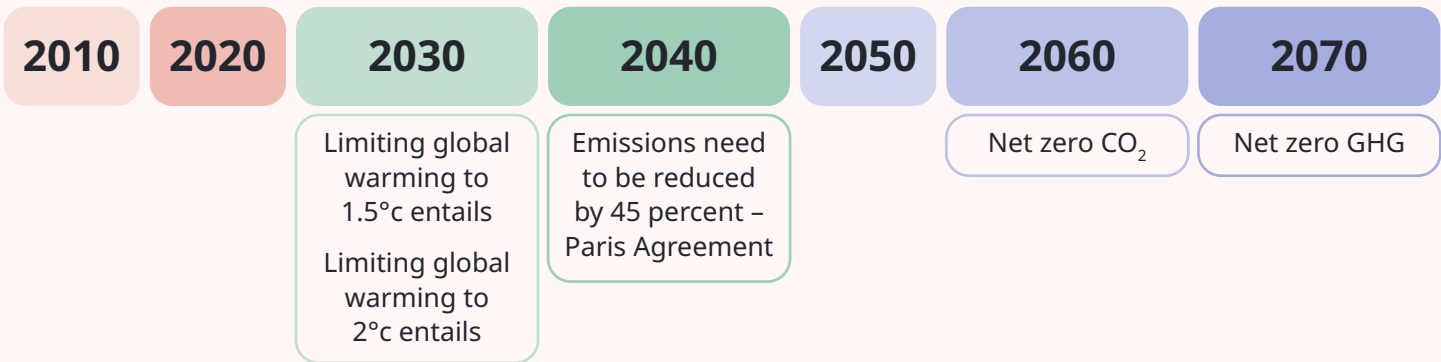 2010
2020
2030
2040
2050
2060
2070
Limiting global
warming to
1.5°c entails
Limiting global
warming to
2°c entails
Emissions need
to be reduced
by 45 percent –
Paris Agreement
Net zero CO₂
Net zero GHG